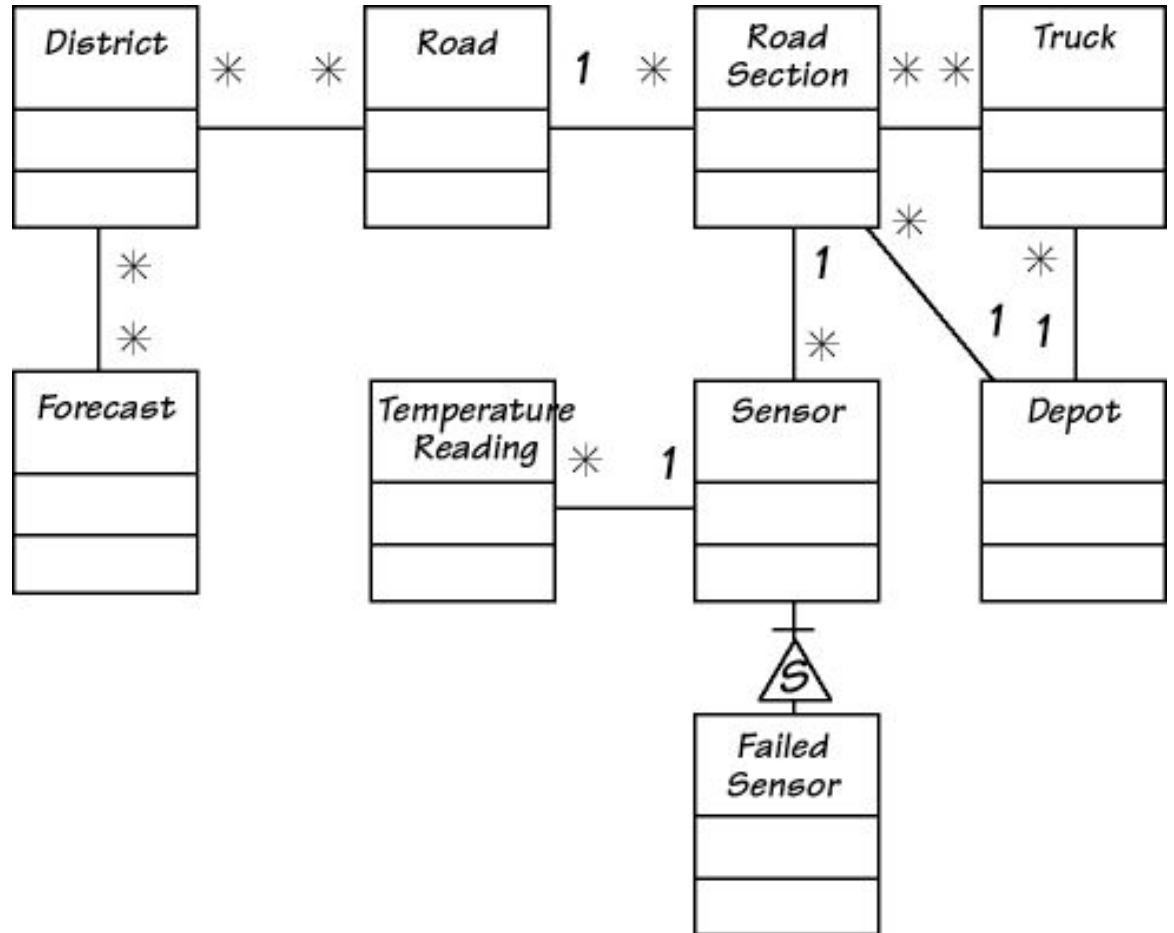 District
* *
Road
1 *
Road
Section
* *
Truck
*
*
1
*
*
1
*
1
Forecast
Temperature
Reading
* 1
Sensor
Depot
S
Failed
Sensor